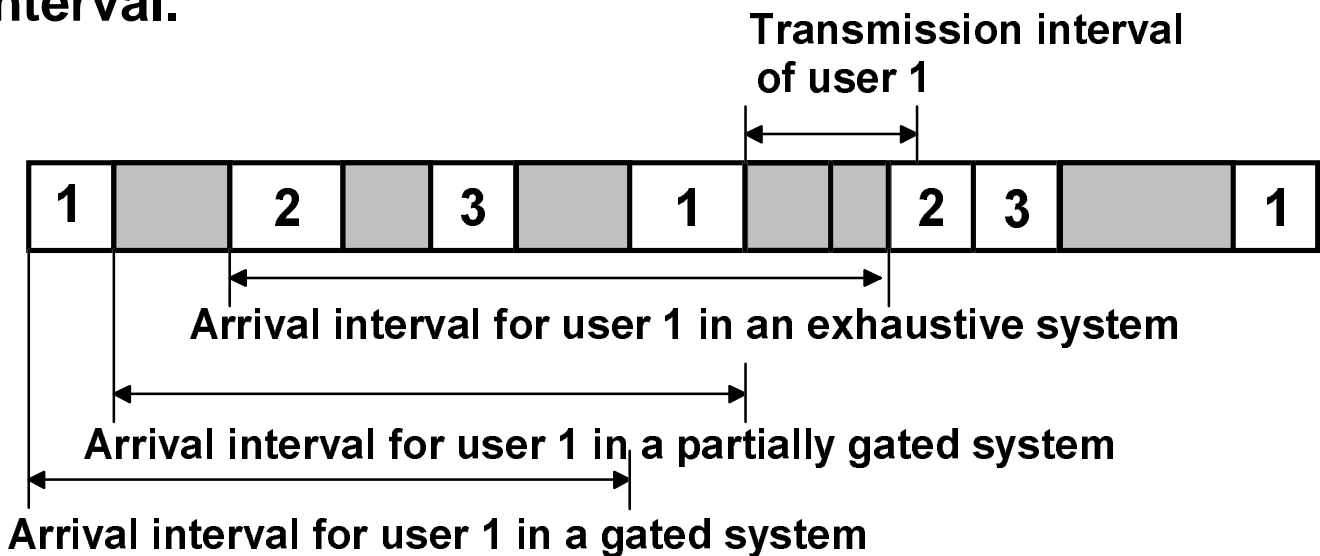 nterval.
Transmission interval
of user 1
1 2 3 1 2 3 1
Arrival interval for user 1 in an exhaustive system
Arrival interval for user 1 in a partially gated system
Arrival interval for user 1 in a gated system